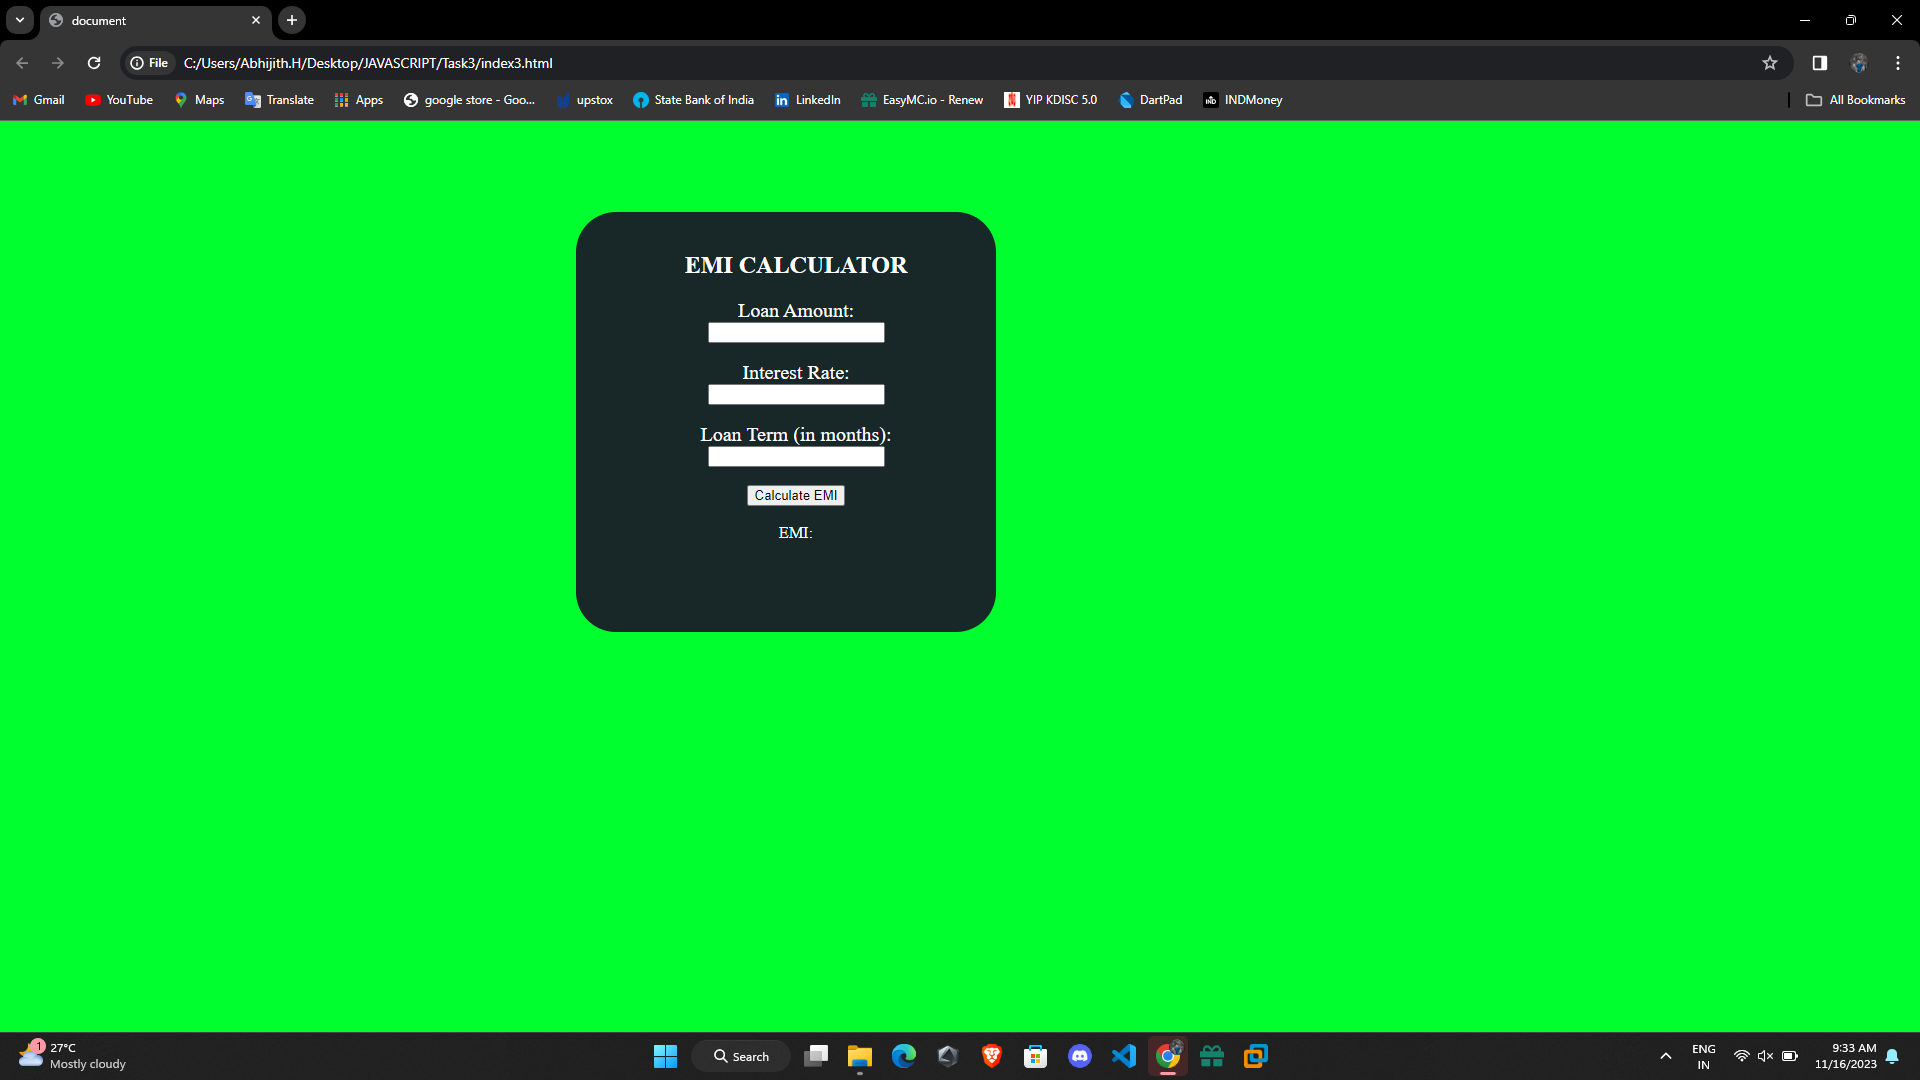 document
File
C:/Users/Abhijith.H/Desktop/JAVASCRIPT/Task3/index3.html
Gmail YouTube Maps Translate Apps google store - Goo... upstox State Bank of India LinkedIn EasyMC.io - Renew YIP KDISC 5.0 DartPad INDMoney All Bookmarks
EMI CALCULATOR
Loan Amount:
Interest Rate:
Loan Term (in months):
Calculate EMI
EMI:
1
27°C
Mostly cloudy
Search
ENG
IN
9:33 AM
11/16/2023